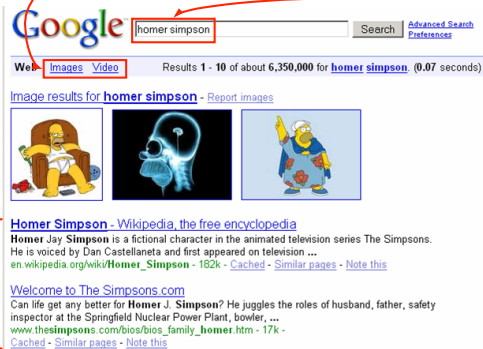 Google homer simpson Search Advanced Search
Preferences
Web Images Video Results 1 - 10 of about 6,350,000 for homer simpson. (0.07 seconds)
Image results for homer simpson - Report images
Homer Simpson - Wikipedia, the free encyclopedia
Homer Jay Simpson is a fictional character in the animated television series The Simpsons.
He is voiced by Dan Castellaneta and first appeared on television ...
en.wikipedia.org/wiki/Homer_Simpson - 182k - Cached - Similar pages - Note this
Welcome to The Simpsons.com
Can life get any better for Homer J. Simpson? He juggles the roles of husband, father, safety
inspector at the Springfield Nuclear Power Plant, bowler, ...
www.thesimpsons.com/bios/bios_family_homer.htm - 17k -
Cached - Similar pages - Note this